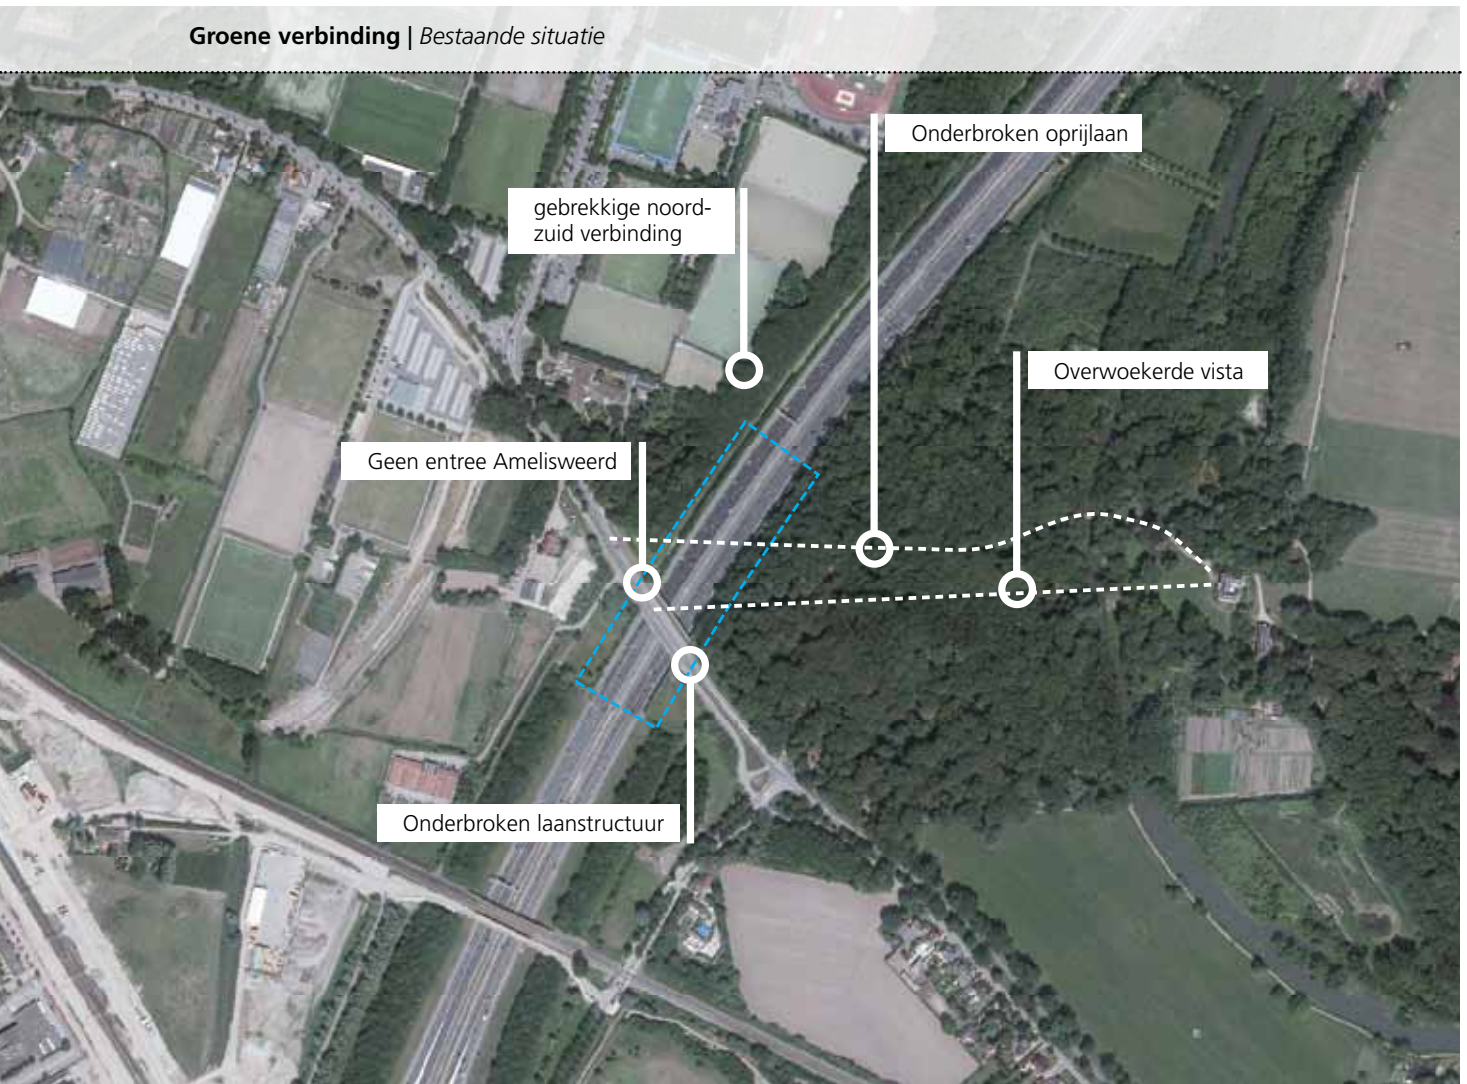 Groene verbinding | Bestaande situatie
Onderbroken oprijlaan
gebrekkige noord-
zuid verbinding
Overwoekerde vista
Geen entree Amelisweerd
Onderbroken laanstructuur